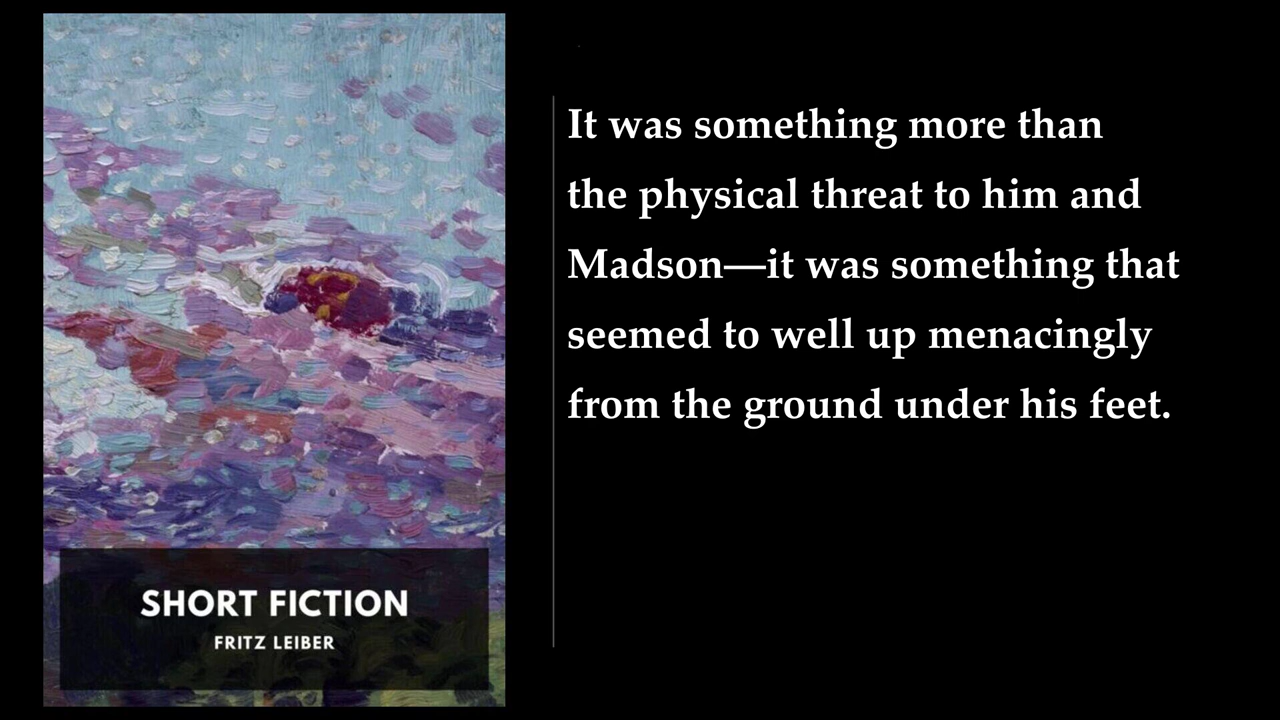 SHORT FICTION
FRITZ LEIBER
It was something more than
the physical threat to him and
Madson—it was something that
seemed to well up menacingly
from the ground under his feet.